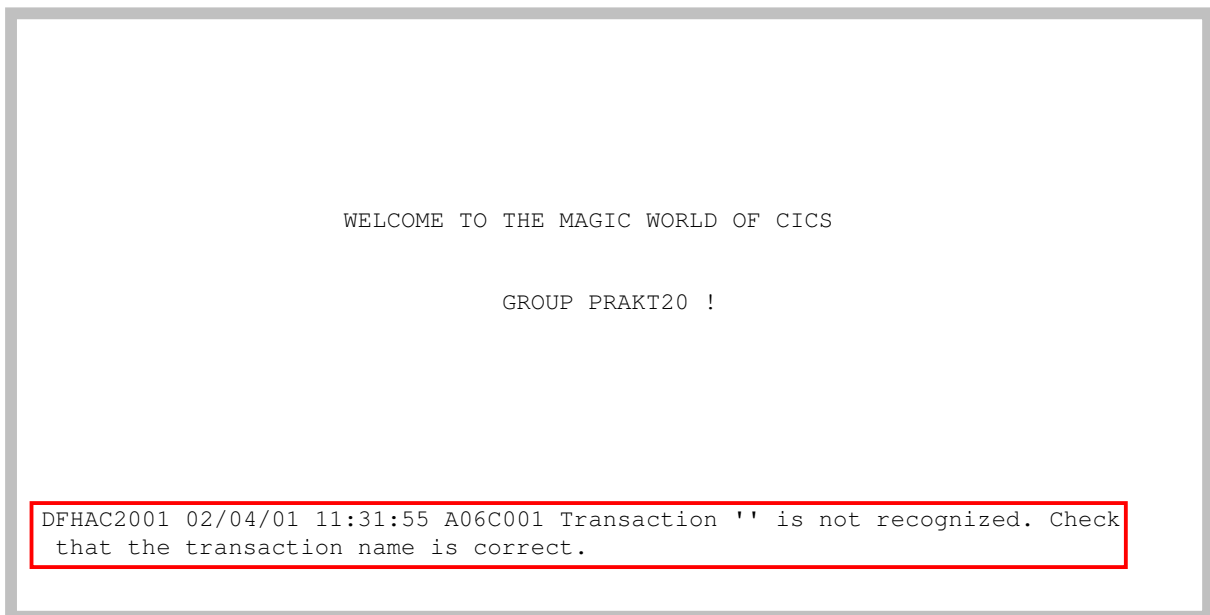 WELCOME TO THE MAGIC WORLD OF CICS
GROUP PRAKT20 !
DFHAC2001 02/04/01 11:31:55 A06C001 Transaction '' is not recognized. Check
that the transaction name is correct.